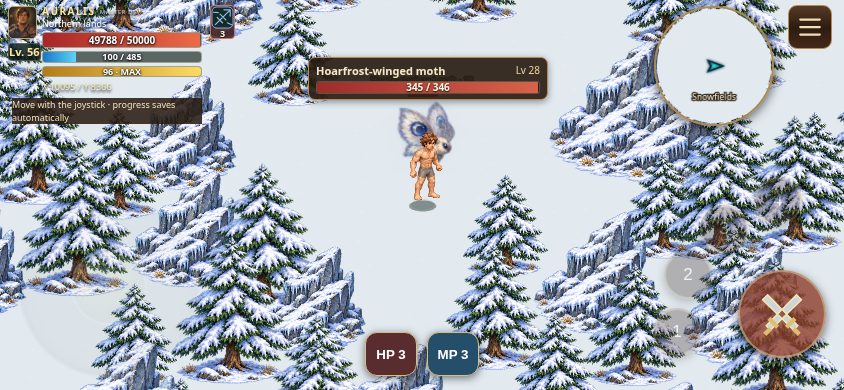 AURALIS
Northern lands
Lv. 56
49788 / 50000
100 / 485
96 · MAX
Move with the joystick · progress saves
automatically
3
Hoarfrost-winged moth
Lv 28
345 / 346
Snowfields
2
1
HP 3
MP 3